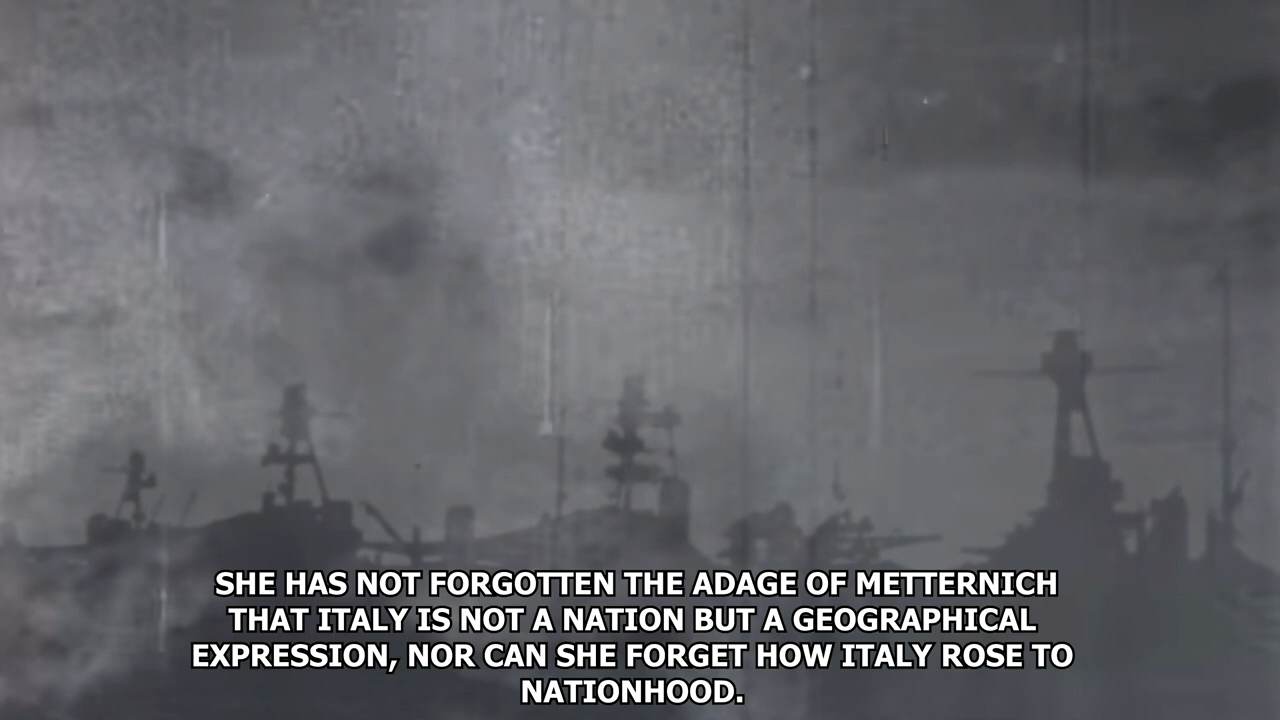 SHE HAS NOT FORGOTTEN THE ADAGE OF METTERNICH
THAT ITALY IS NOT A NATION BUT A GEOGRAPHICAL
EXPRESSION, NOR CAN SHE FORGET HOW ITALY ROSE TO
NATIONHOOD.